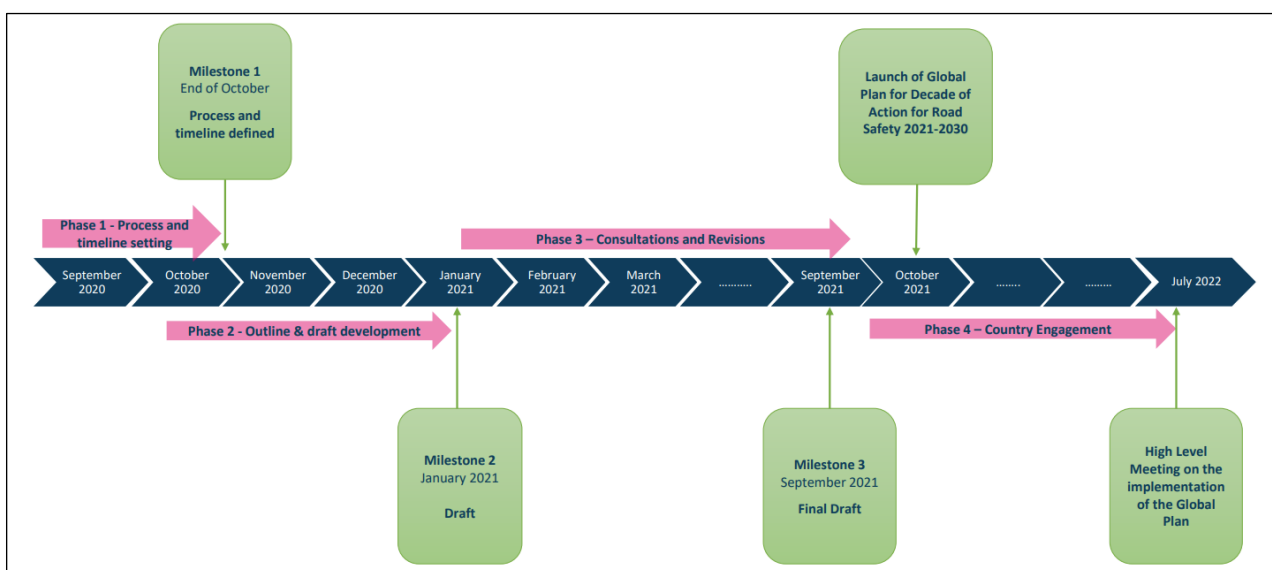 Milestone 1
End of October
Process and
timeline defined
Launch of Global
Plan for Decade of
Action for Road
Safety 2021-2030
Phase 1 - Process and
timeline setting
Phase 3 – Consultations and Revisions
September
2020
October
2020
November
2020
December
2020
January
2021
February
2021
March
2021
...........
September
2021
October
2021
........
.........
July 2022
Phase 2 - Outline & draft development
Phase 4 – Country Engagement
Milestone 2
January 2021
Draft
Milestone 3
September 2021
Final Draft
High Level
Meeting on the
implementation
of the Global
Plan